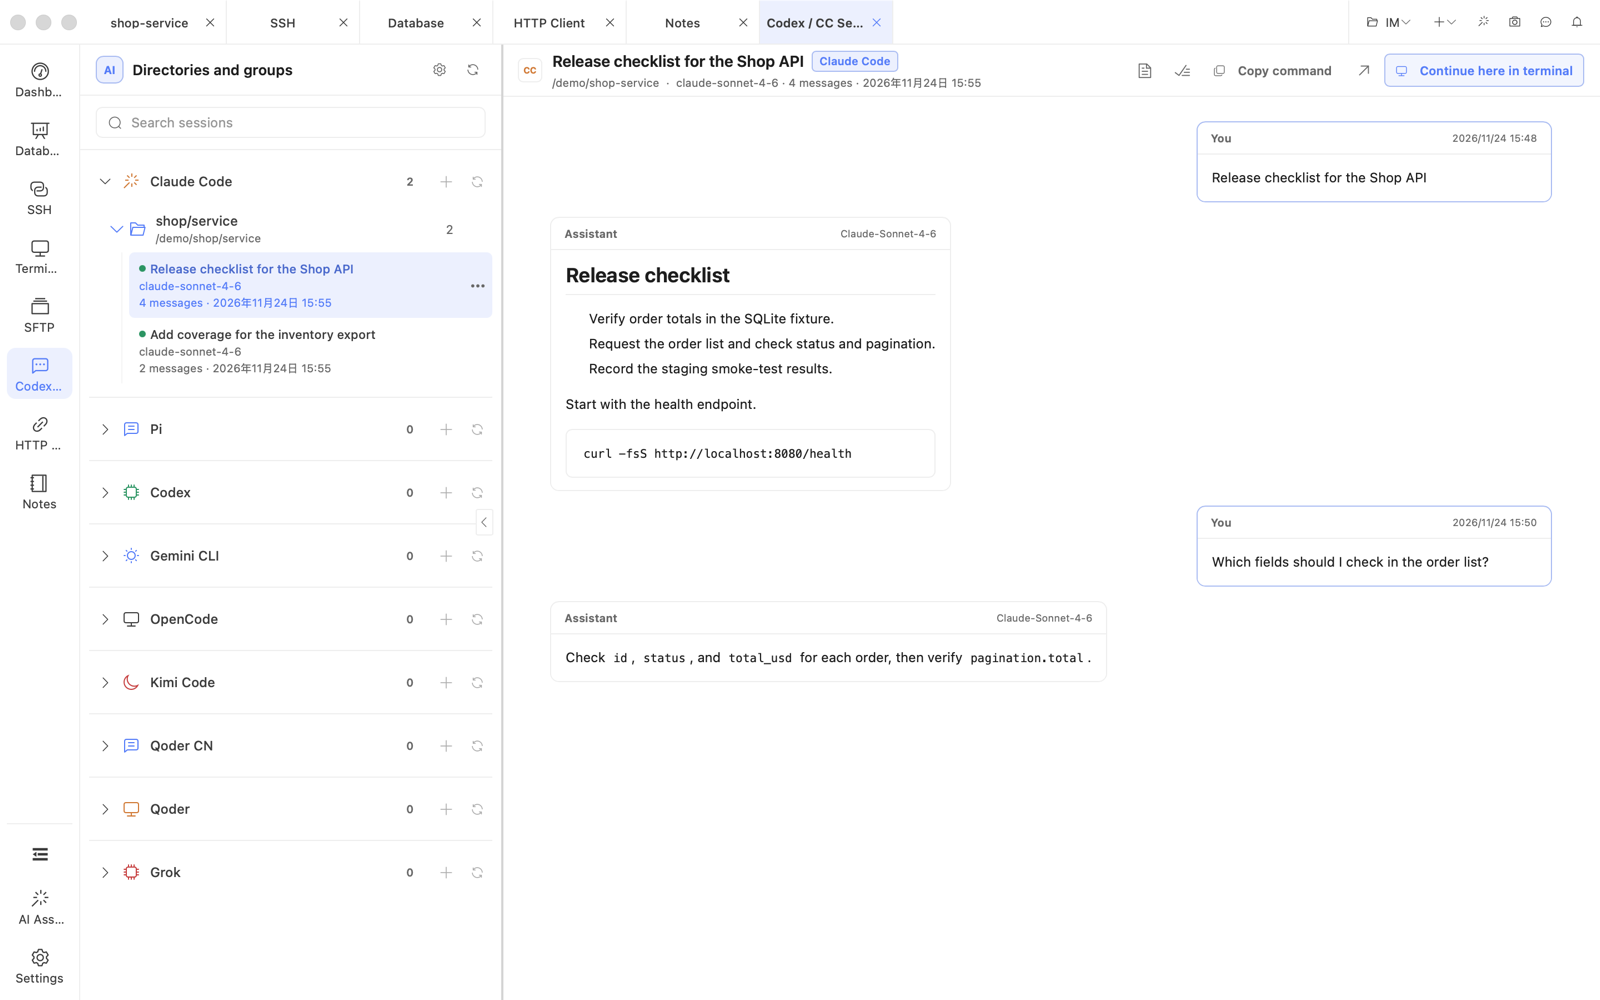 shop-service
SSH
Database
HTTP Client
Notes
Codex / CC Se...
IM
Dashb...
Datab...
SSH
Termi...
SFTP
Codex...
HTTP ...
Notes
AI Ass...
Settings
AI
Directories and groups
Search sessions
Claude Code 2
shop/service
/demo/shop/service
2
Release checklist for the Shop API
claude-sonnet-4-6
4 messages · 2026年11月24日 15:55
Add coverage for the inventory export
claude-sonnet-4-6
2 messages · 2026年11月24日 15:55
Pi 0
Codex 0
Gemini CLI 0
OpenCode 0
Kimi Code 0
Qoder CN 0
Qoder 0
Grok 0
CC
Release checklist for the Shop API Claude Code
/demo/shop-service · claude-sonnet-4-6 · 4 messages · 2026年11月24日 15:55
Copy command
Continue here in terminal
You 2026/11/24 15:48
Release checklist for the Shop API
Assistant Claude-Sonnet-4-6
Release checklist
Verify order totals in the SQLite fixture.
Request the order list and check status and pagination.
Record the staging smoke-test results.
Start with the health endpoint.
curl -fsS http://localhost:8080/health
You 2026/11/24 15:50
Which fields should I check in the order list?
Assistant Claude-Sonnet-4-6
Check id, status, and total_usd for each order, then verify pagination.total.